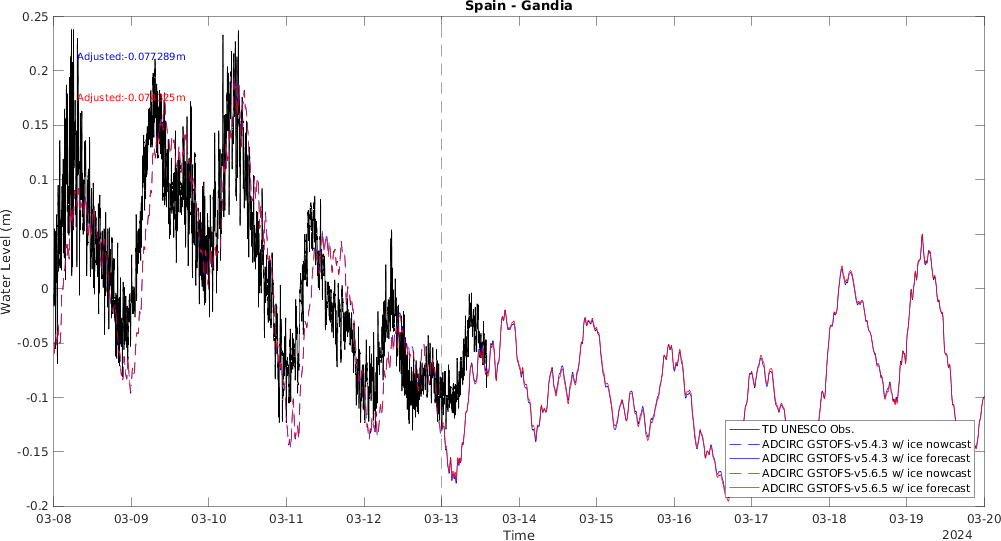 Spain - Gandia
0.25
0.2
0.15
0.1
0.05
0
-0.05
-0.1
-0.15
-0.2
Water Level (m)
Adjusted:-0.077289m
TD UNESCO Obs.
ADCIRC GSTOFS-v5.4.3 w/ ice nowcast
ADCIRC GSTOFS-v5.4.3 w/ ice forecast
ADCIRC GSTOFS-v5.6.5 w/ ice nowcast
ADCIRC GSTOFS-v5.6.5 w/ ice forecast
03-08 03-09 03-10 03-11 03-12 03-13 03-14 03-15 03-16 03-17 03-18 03-19 03-20
Time
2024